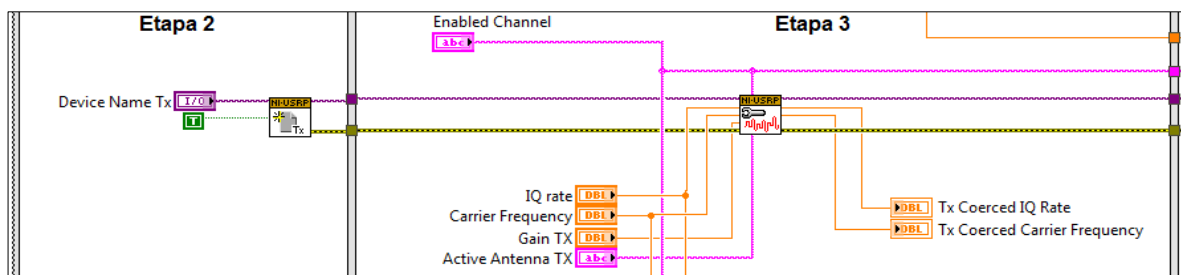 Etapa 2
Enabled Channel
Etapa 3
abc
Device Name Tx
I/O
NI-USRP
T
Tx
NI-USRP
IQ rate
DBL
Carrier Frequency
DBL
Gain TX
DBL
Active Antenna TX
abc
DBL
Tx Coerced IQ Rate
DBL
Tx Coerced Carrier Frequency